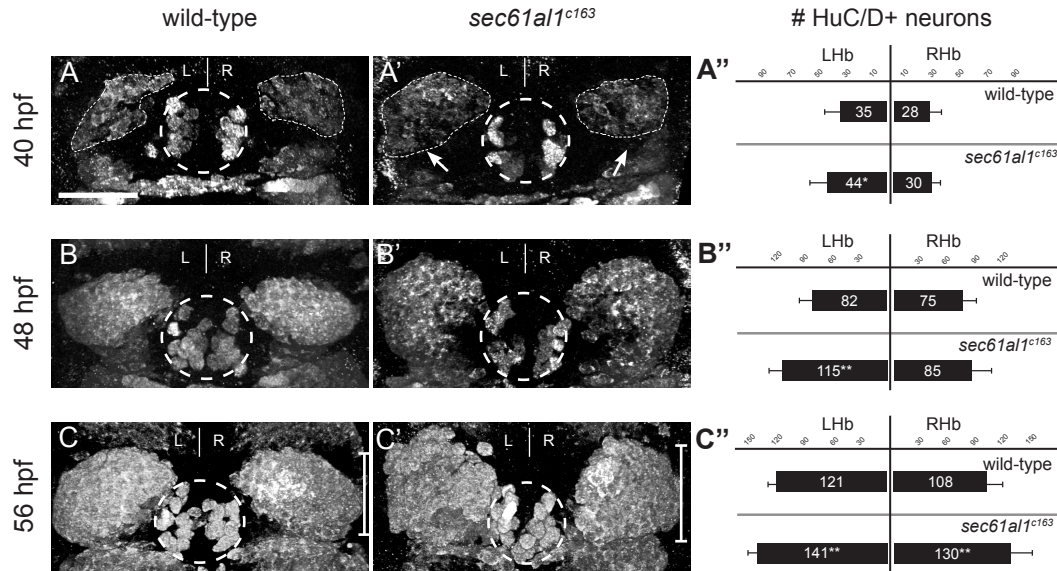 wild-type
sec61al1c163
# HuC/D+ neurons
40 hpf
A
L R
A’
L R
A”
LHb RHb
90 70 50 30 10 10 30 50 70 90
wild-type
35 28
sec61al1c163
44* 30
48 hpf
B
L R
B’
L R
B”
LHb RHb
120 90 60 30 30 60 90 120
wild-type
82 75
sec61al1c163
115** 85
56 hpf
C
L R
C’
L R
C”
LHb RHb
150 120 90 60 30 30 60 90 120 150
wild-type
121 108
sec61al1c163
141** 130**